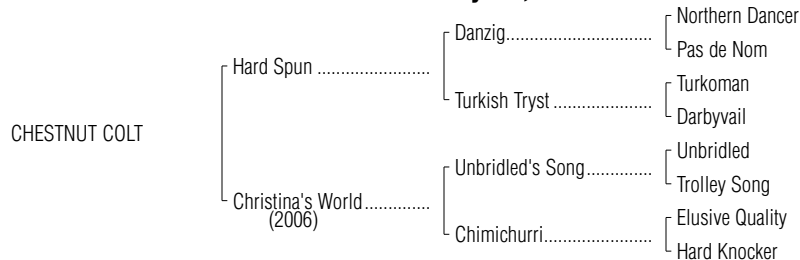 Northern Dancer
Danzig
Pas de Nom
Hard Spun
Turkoman
Turkish Tryst
Darbyvail
CHESTNUT COLT
Unbridled
Unbridled's Song
Trolley Song
Christina's World
(2006)
Elusive Quality
Chimichurri
Hard Knocker